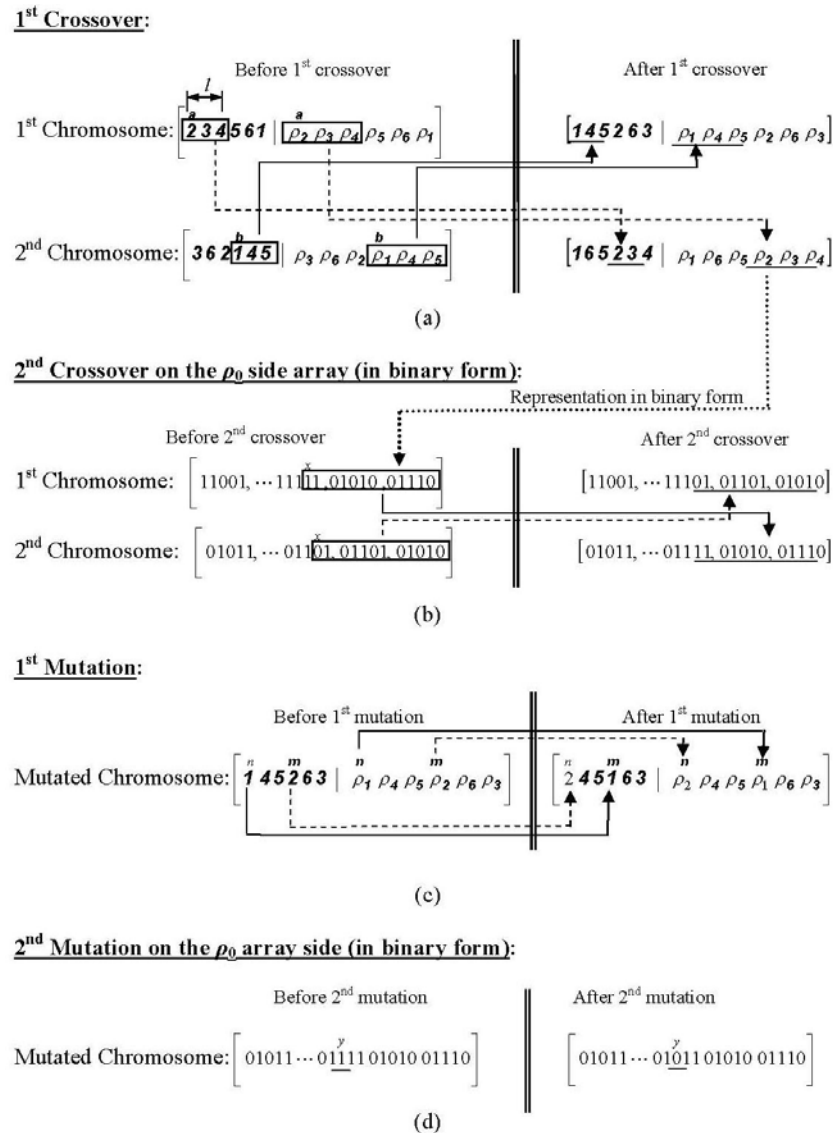 1st Crossover:
Before 1st crossover
After 1st crossover
l
a a
1st Chromosome: [2 3 4 5 6 1 | ρ2 ρ3 ρ4 ρ5 ρ6 ρ1]
[1 4 5 2 6 3 | ρ1 ρ4 ρ5 ρ2 ρ6 ρ3]
b b
2nd Chromosome: [3 6 2 1 4 5 | ρ3 ρ6 ρ2 ρ1 ρ4 ρ5]
[1 6 5 2 3 4 | ρ1 ρ6 ρ5 ρ2 ρ3 ρ4]
(a)
2nd Crossover on the ρ0 side array (in binary form):
Representation in binary form
Before 2nd crossover
After 2nd crossover
x
1st Chromosome: [11001, ··· 11111, 01010, 01110]
[11001, ··· 11101, 01101, 01010]
x
2nd Chromosome: [01011, ··· 01101, 01101, 01010]
[01011, ··· 01111, 01010, 01110]
(b)
1st Mutation:
Before 1st mutation
After 1st mutation
n m n m
n m n m
Mutated Chromosome: [1 4 5 2 6 3 | ρ1 ρ4 ρ5 ρ2 ρ6 ρ3]
[2 4 5 1 6 3 | ρ2 ρ4 ρ5 ρ1 ρ6 ρ3]
(c)
2nd Mutation on the ρ0 array side (in binary form):
Before 2nd mutation
After 2nd mutation
y
y
Mutated Chromosome: [01011 ··· 01111 01010 01110]
[01011 ··· 01011 01010 01110]
(d)